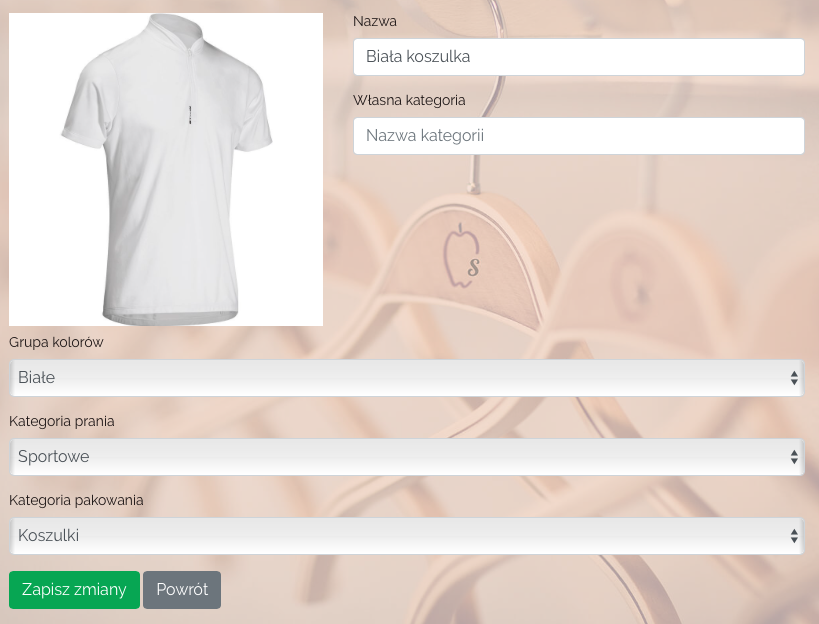 Nazwa
Biała koszulka
Własna kategoria
Nazwa kategorii
S
Grupa kolorów
Białe
Kategoria prania
Sportowe
Kategoria pakowania
Koszulki
Zapisz zmiany
Powrót